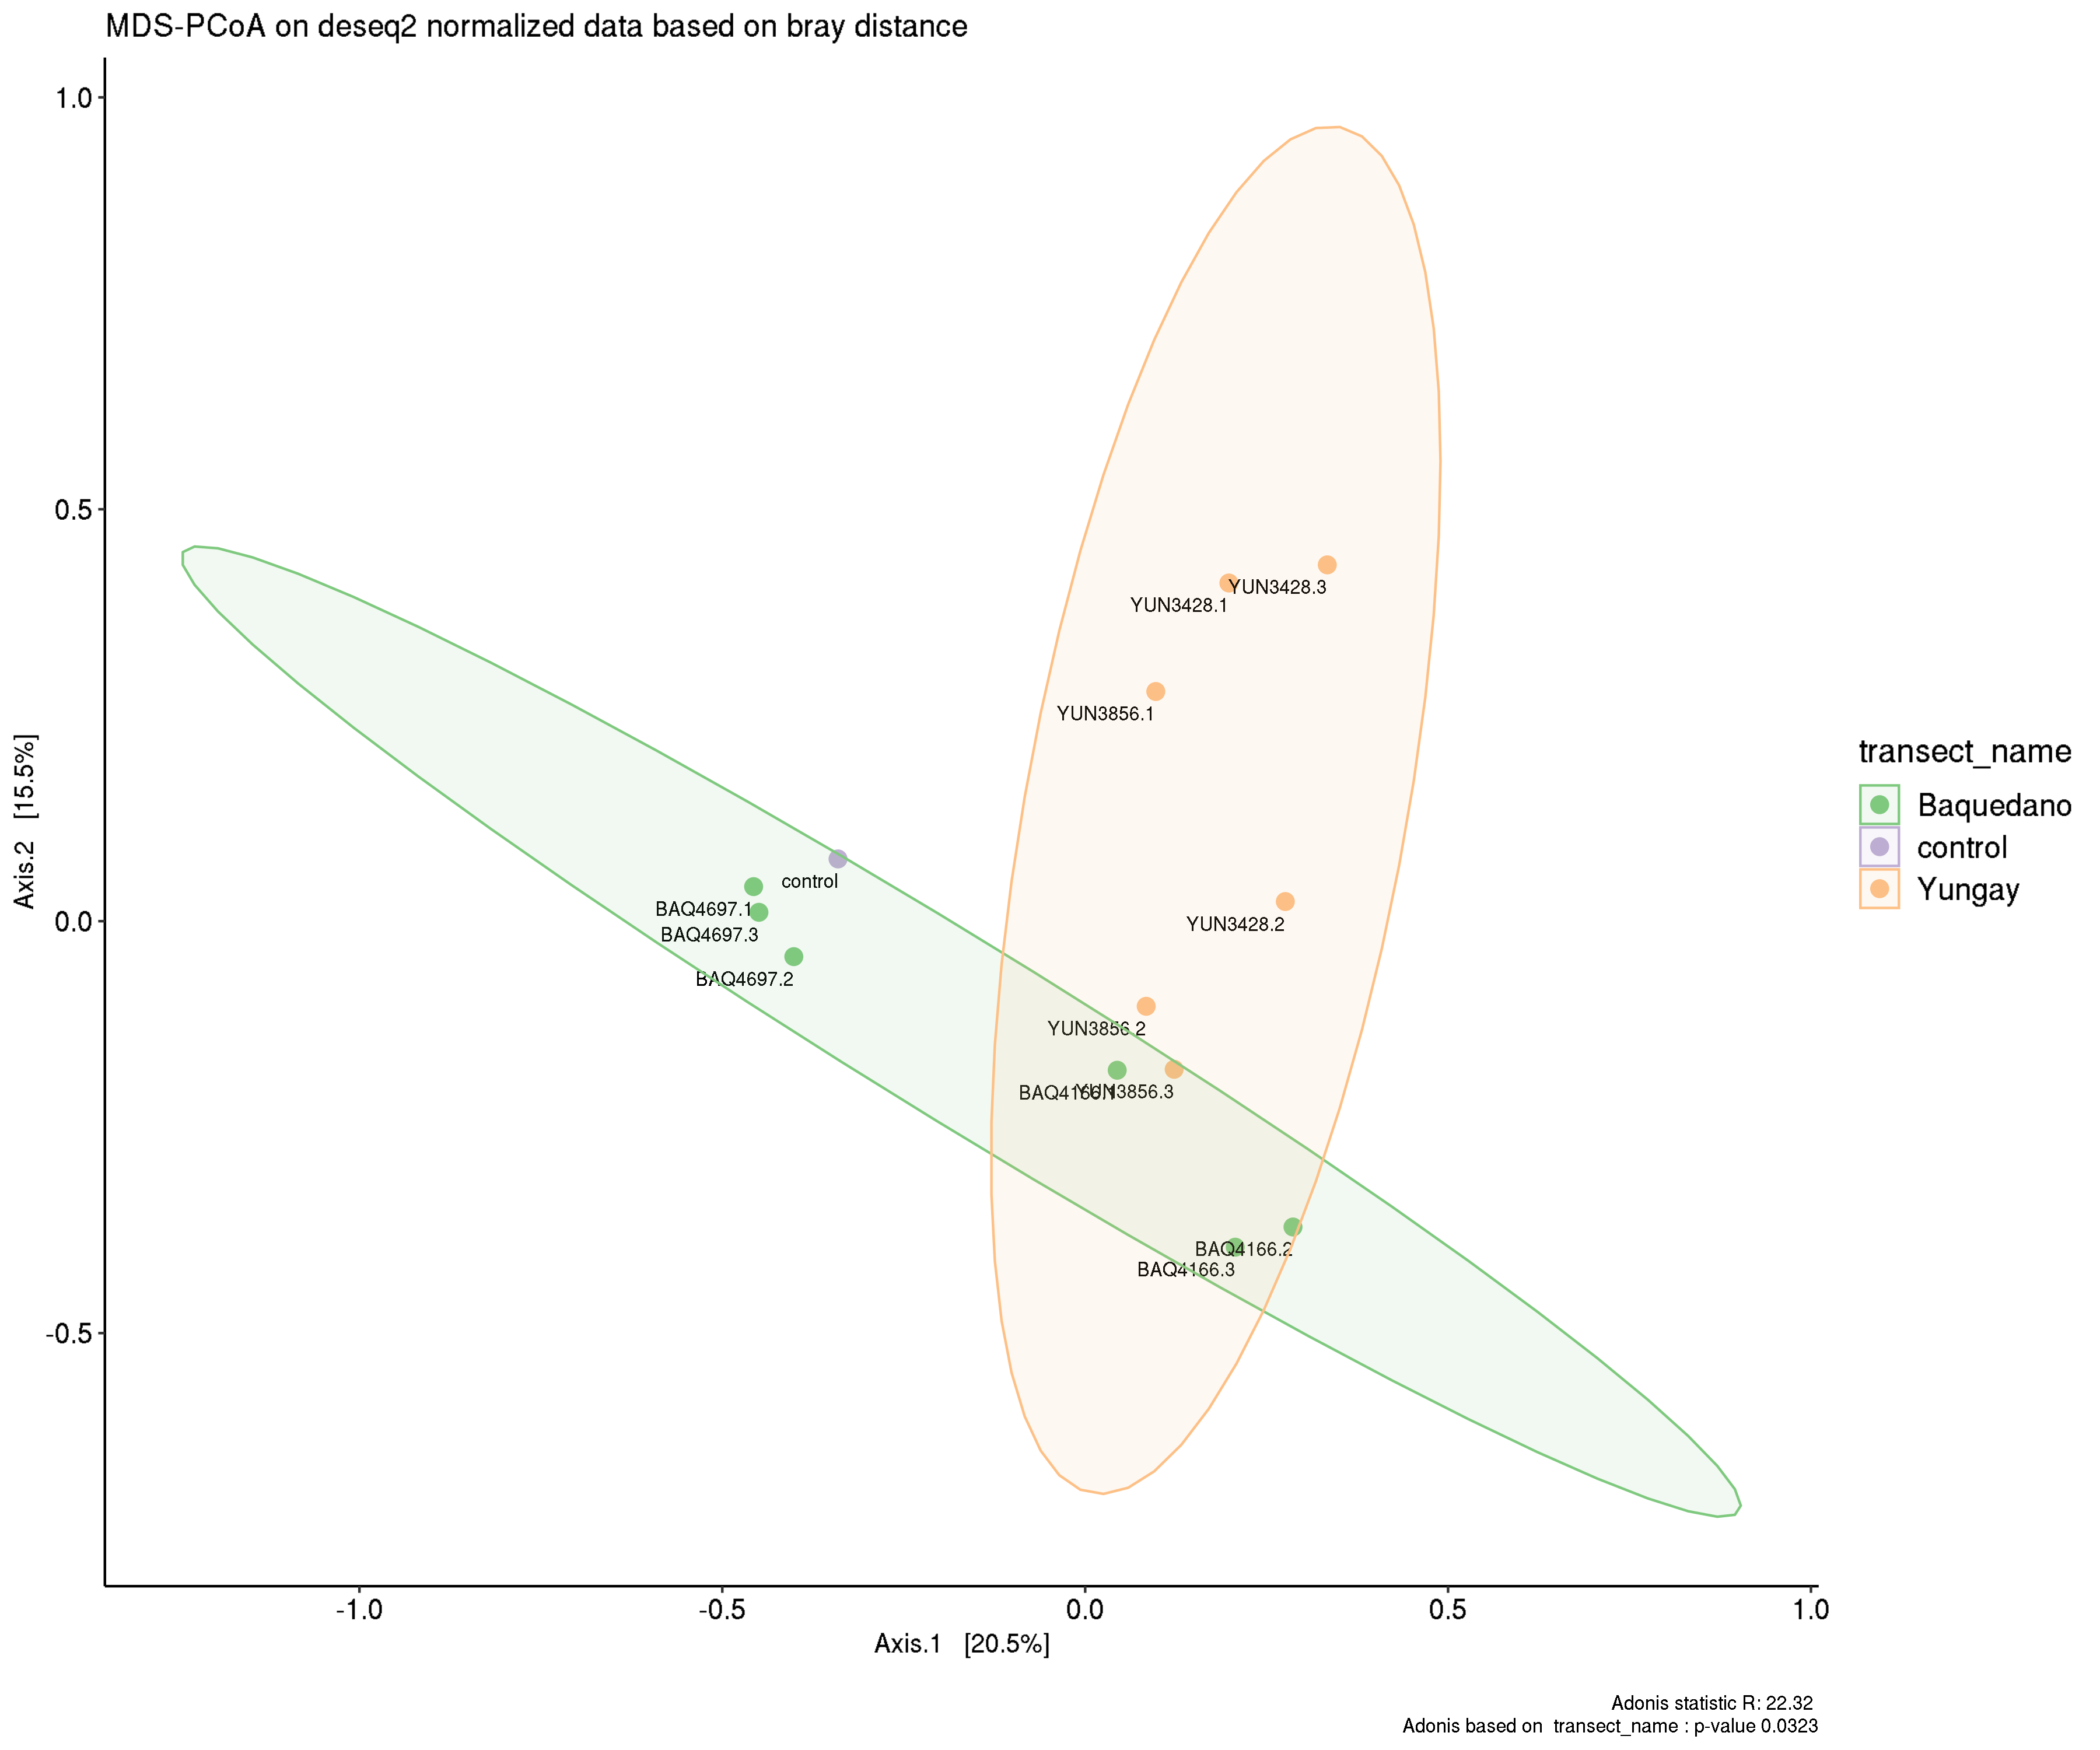 MDS-PCoA on deseq2 normalized data based on bray distance
1.0
0.5
0.0
-0.5
Axis.2 [15.5%]
YUN3428.3
YUN3428.1
YUN3856.1
control
BAQ4697.1
BAQ4697.3
BAQ4697.2
YUN3428.2
YUN3856.2
BAQ4166.1
YUN3856.3
BAQ4166.2
BAQ4166.3
transect_name
Baquedano
control
Yungay
-1.0
-0.5
0.0
0.5
1.0
Axis.1 [20.5%]
Adonis statistic R: 22.32
Adonis based on transect_name : p-value 0.0323